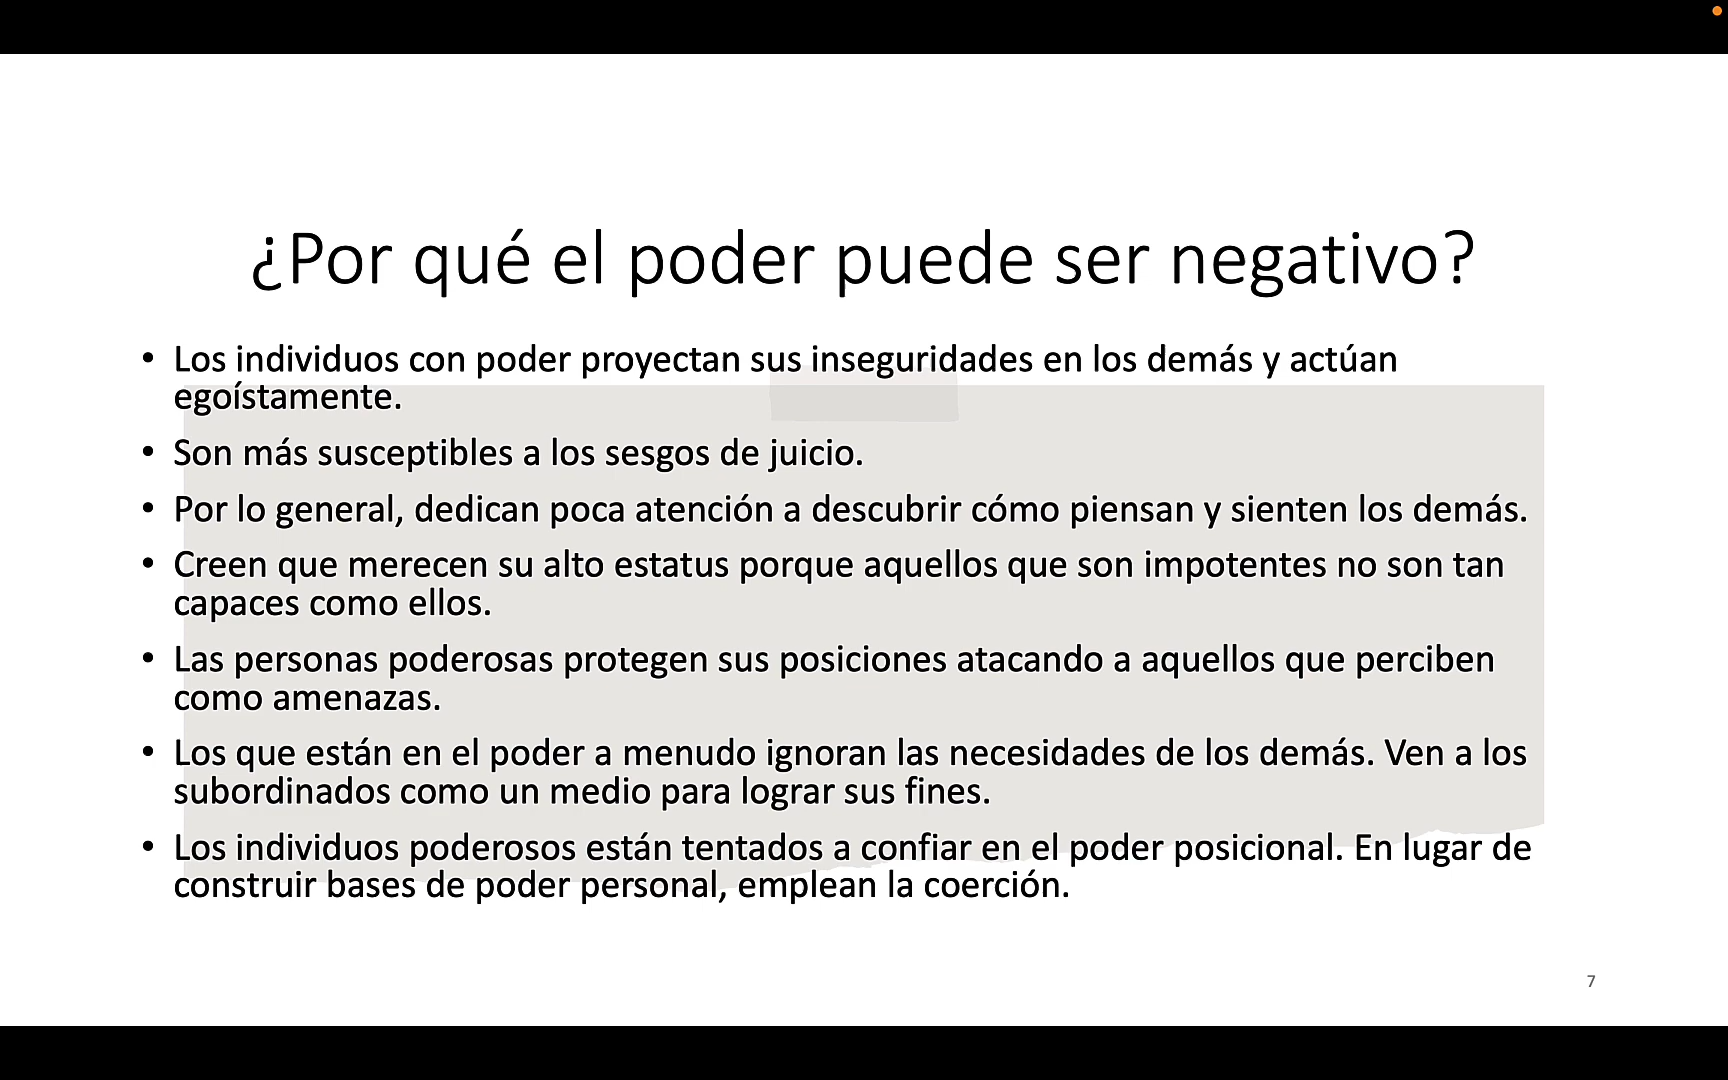 ¿Por qué el poder puede ser negativo?
• Los individuos con poder proyectan sus inseguridades en los demás y actúan
egoístamente.
• Son más susceptibles a los sesgos de juicio.
• Por lo general, dedican poca atención a descubrir cómo piensan y sienten los demás.
• Creen que merecen su alto estatus porque aquellos que son impotentes no son tan
capaces como ellos.
• Las personas poderosas protegen sus posiciones atacando a aquellos que perciben
como amenazas.
• Los que están en el poder a menudo ignoran las necesidades de los demás. Ven a los
subordinados como un medio para lograr sus fines.
• Los individuos poderosos están tentados a confiar en el poder posicional. En lugar de
construir bases de poder personal, emplean la coerción.
7